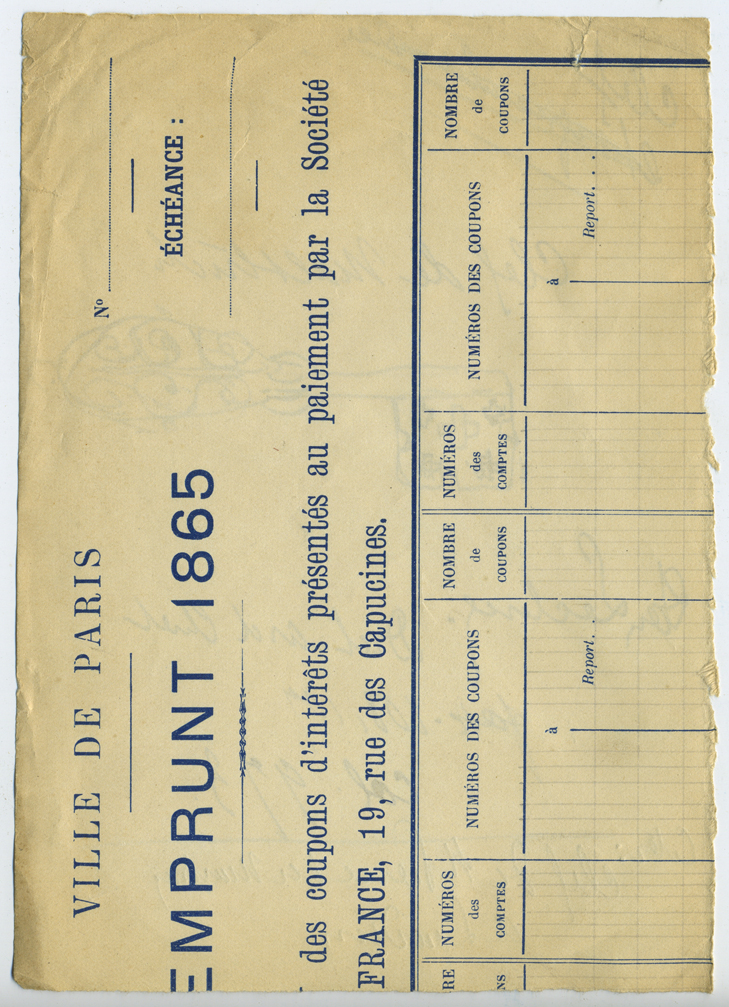 VILLE DE PARIS
EMPRUNT 1865
Nº
ÉCHÉANCE :
des coupons d'intérêts présentés au paiement par la Société
FRANCE, 19, rue des Capucines.
RE
NS
NUMÉROS
des
COMPTES
NUMÉROS DES COUPONS
NOMBRE
de
COUPONS
NUMÉROS
des
COMPTES
NUMÉROS DES COUPONS
NOMBRE
de
COUPONS
à
Report. . .
à
Report. . .